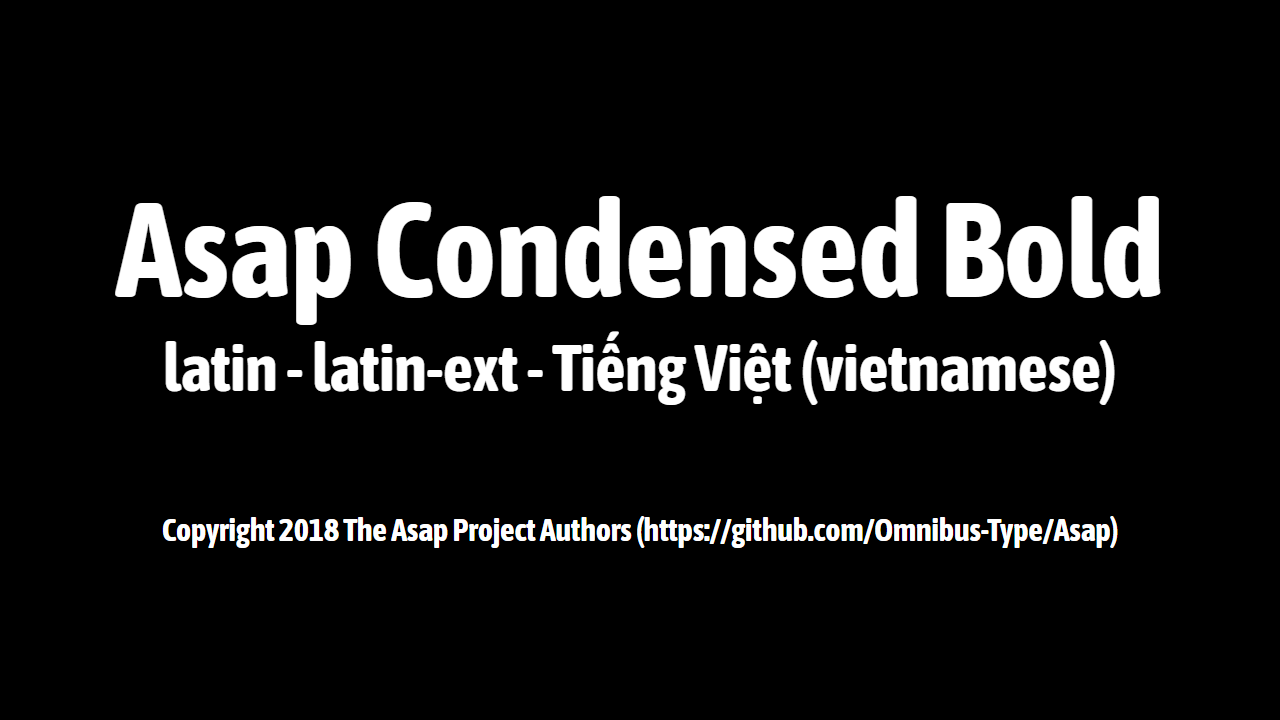 Asap Condensed Bold
latin - latin-ext - Tiếng Việt (vietnamese)
Copyright 2018 The Asap Project Authors (https://github.com/Omnibus-Type/Asap)